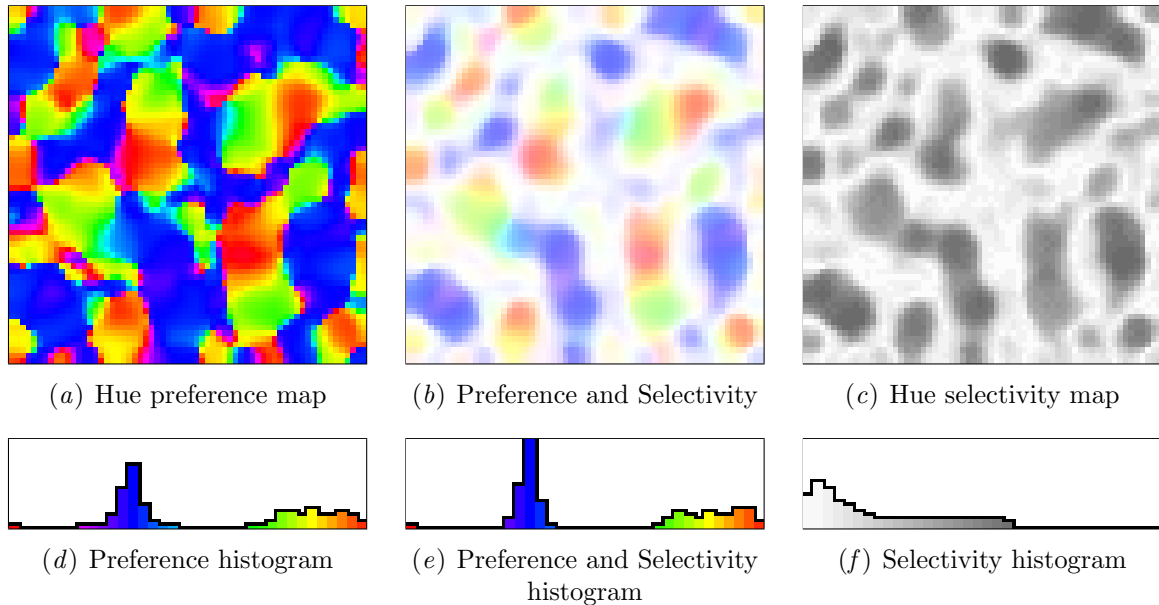 (a) Hue preference map
(b) Preference and Selectivity
(c) Hue selectivity map
(d) Preference histogram
(e) Preference and Selectivity
histogram
(f) Selectivity histogram